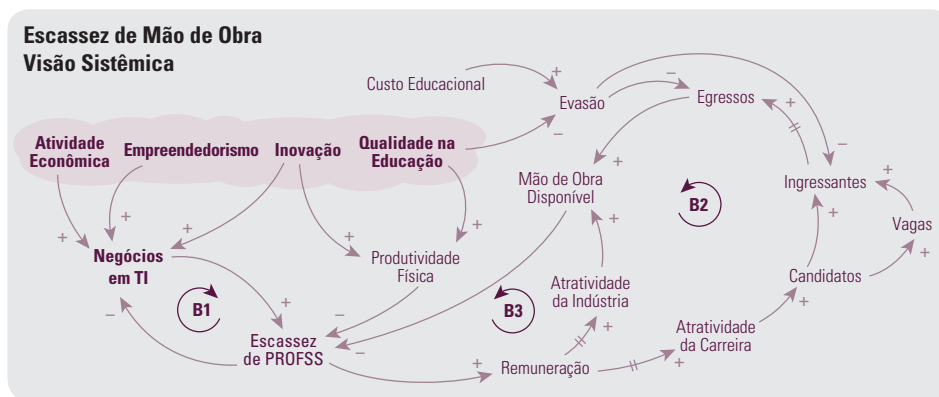 Escassez de Mão de Obra
Visão Sistêmica
Custo Educacional
+
Evasão
–
–
Egressos
+
–
Atividade
Econômica
Empreendedorismo
Inovação
Qualidade na
Educação
Mão de Obra
Disponível
+
B2
Ingressantes
+
+
+
Vagas
+
+
+
+
+
+
Negócios
em TI
Produtividade
Física
Atratividade
da Indústria
Candidatos
+
–
B1
+
–
B3
+
Atratividade
da Carreira
Escassez
de PROFSS
–
+
Remuneração
+